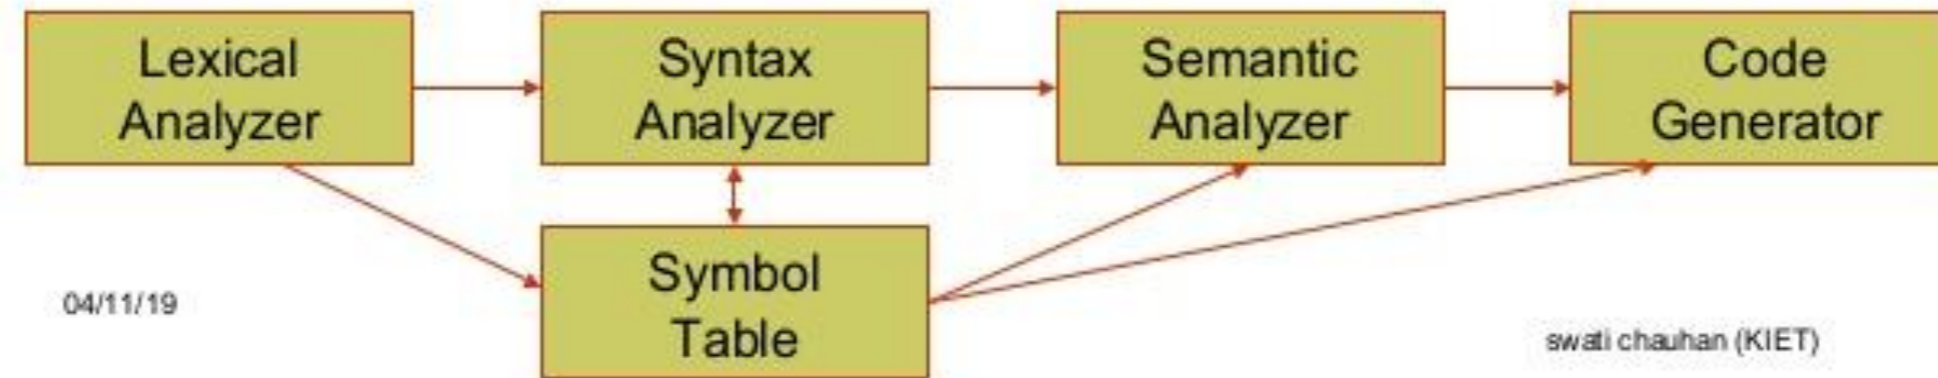 Lexical
Analyzer
Syntax
Analyzer
Semantic
Analyzer
Code
Generator
Symbol
Table
04/11/19
swati chauhan (KIET)